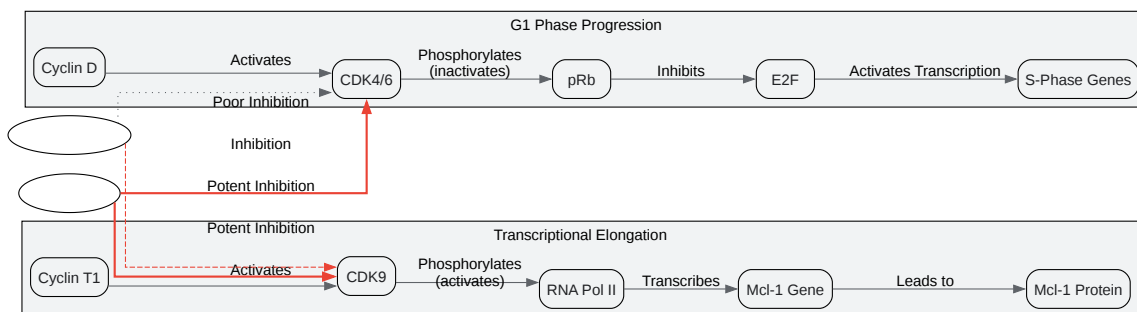 G1 Phase Progression
Cyclin D
Activates
CDK4/6
Phosphorylates
(inactivates)
pRb
Inhibits
E2F
Activates Transcription
S-Phase Genes
Poor Inhibition
Inhibition
Potent Inhibition
Potent Inhibition
Transcriptional Elongation
Cyclin T1
Activates
CDK9
Phosphorylates
(activates)
RNA Pol II
Transcribes
Mcl-1 Gene
Leads to
Mcl-1 Protein